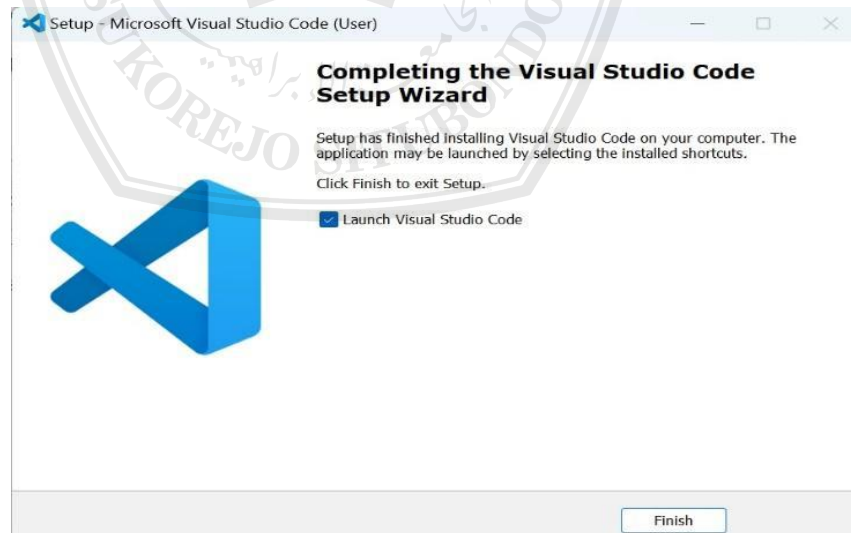 Setup - Microsoft Visual Studio Code (User)
Completing the Visual Studio Code
Setup Wizard
Setup has finished installing Visual Studio Code on your computer. The
application may be launched by selecting the installed shortcuts.
Click Finish to exit Setup.
Launch Visual Studio Code
Finish
SUKOREJO SITUBONDO